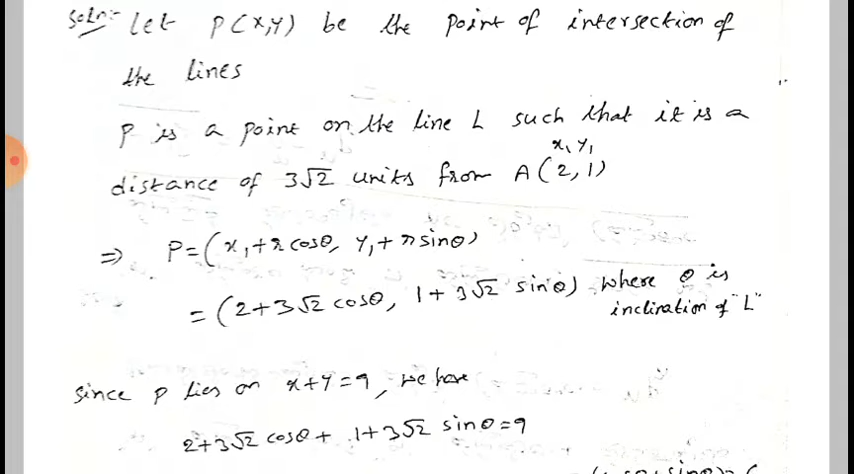 Soln:- Let P(x,y) be the point of intersection of
the lines
P is a point on the line L such that it is a
x₁ y₁
distance of 3√2 units from A(2,1)
⇒ P=(x₁+r cosθ, y₁+r sinθ)
=(2+3√2 cosθ, 1+3√2 sinθ) where θ is
inclination of "L"
since P lies on x+y=9, we have
2+3√2 cosθ + 1+3√2 sinθ=9